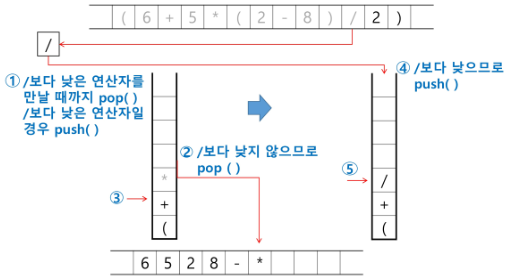 ( 6 + 5 * ( 2 - 8 ) / 2 )
/
① /보다 낮은 연산자를
만날 때까지 pop( )
/보다 낮은 연산자일
경우 push( )
④ /보다 낮으므로
push( )
② /보다 낮지 않으므로
pop ( )
*
③
+
(
⑤
/
+
(
6 5 2 8 - *